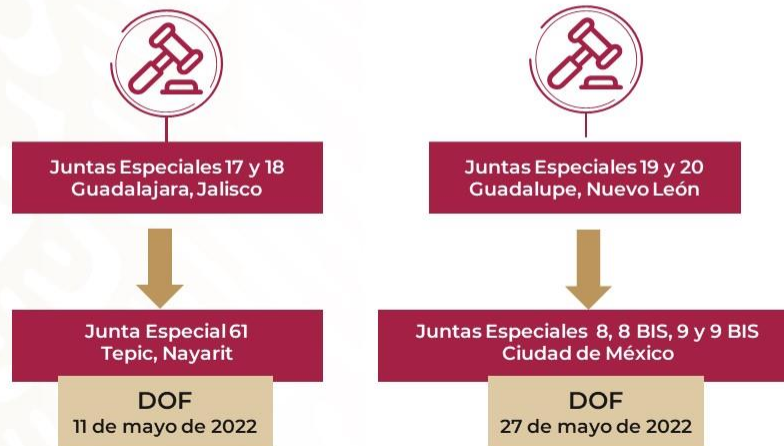 Juntas Especiales 17 y 18
Guadalajara, Jalisco
Junta Especial 61
Tepic, Nayarit
DOF
11 de mayo de 2022
Juntas Especiales 19 y 20
Guadalupe, Nuevo León
Juntas Especiales 8, 8 BIS, 9 y 9 BIS
Ciudad de México
DOF
27 de mayo de 2022